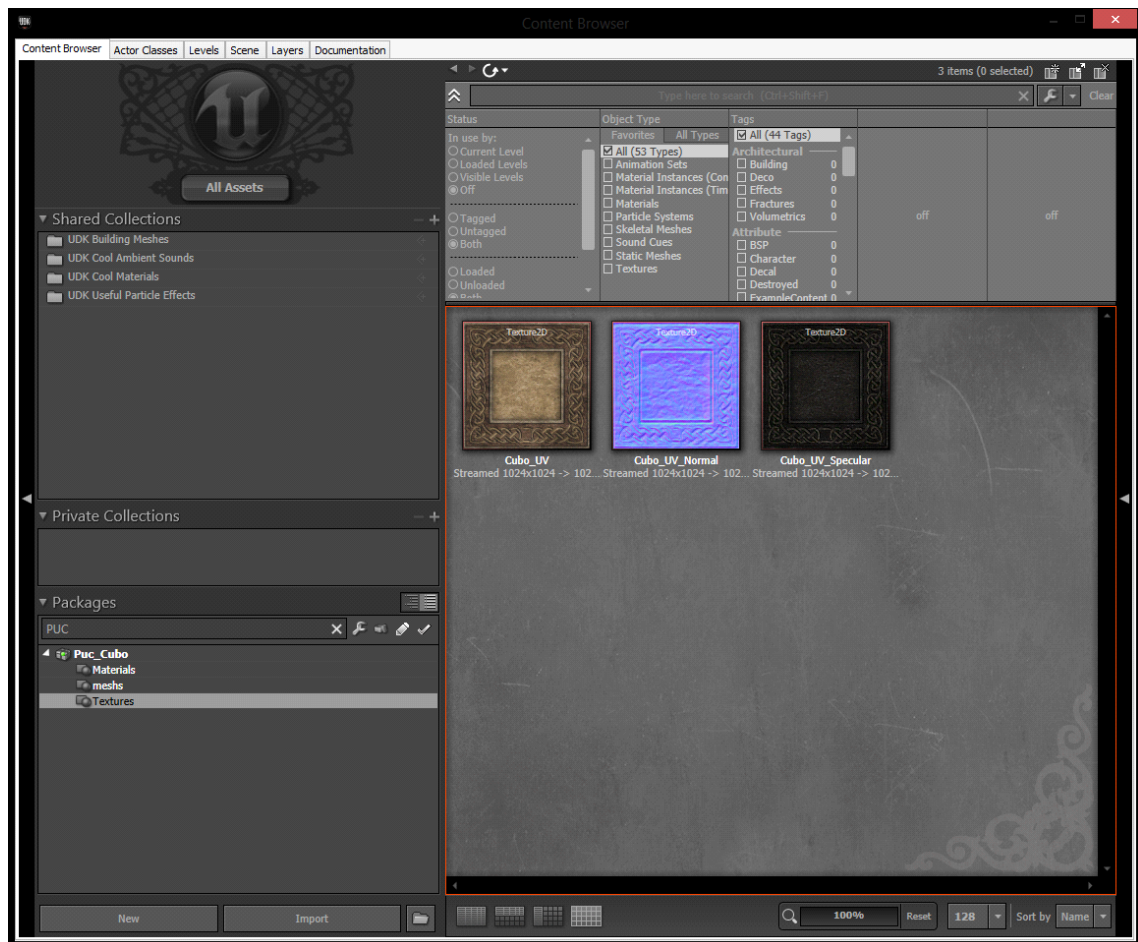 UDK
Content Browser
Content Browser Actor Classes Levels Scene Layers Documentation
All Assets
Shared Collections
UDK Building Meshes
UDK Cool Ambient Sounds
UDK Cool Materials
UDK Useful Particle Effects
Private Collections
Packages
PUC
Puc_Cubo
Materials
meshs
Textures
New Import
3 items (0 selected)
Type here to search (Ctrl+Shift+F)
Clear
Status
In use by:
Current Level
Loaded Levels
Visible Levels
Off
Tagged
Untagged
Both
Loaded
Unloaded
Both
Object Type
Favorites All Types
All (53 Types)
Animation Sets
Material Instances (Con
Material Instances (Tim
Materials
Particle Systems
Skeletal Meshes
Sound Cues
Static Meshes
Textures
Tags
All (44 Tags)
Architectural
Building 0
Deco 0
Effects 0
Fractures 0
Volumetrics 0
Attribute
BSP 0
Character 0
Decal 0
Destroyed 0
ExampleContent 0
off off
Texture2D Texture2D Texture2D
Cubo_UV Cubo_UV_Normal Cubo_UV_Specular
Streamed 1024x1024 -> 102... Streamed 1024x1024 -> 102... Streamed 1024x1024 -> 102...
100% Reset 128 Sort by Name